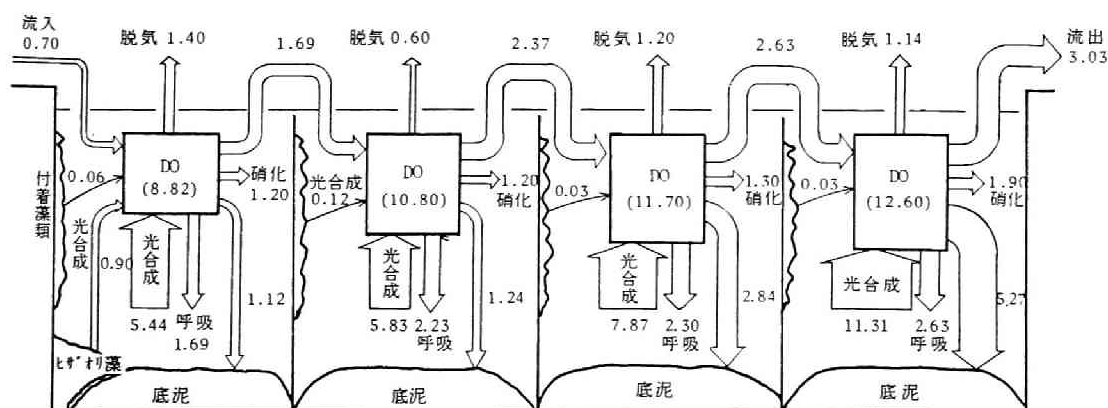 流入
0.70
脱気 1.40
1.69
脱気 0.60
2.37
脱気 1.20
2.63
脱気 1.14
流出
3.03
付着藻類
0.06
光合成
0.90
DO
(8.82)
硝化
1.20
光合成
5.44
呼吸
1.69
1.12
ヒザオリ藻
底泥
光合成
0.12
DO
(10.80)
1.20
硝化
光合成
5.83
2.23
呼吸
1.24
底泥
0.03
DO
(11.70)
1.30
硝化
光合成
7.87
2.30
呼吸
2.84
底泥
0.03
DO
(12.60)
1.90
硝化
光合成
11.31
2.63
呼吸
5.27
底泥